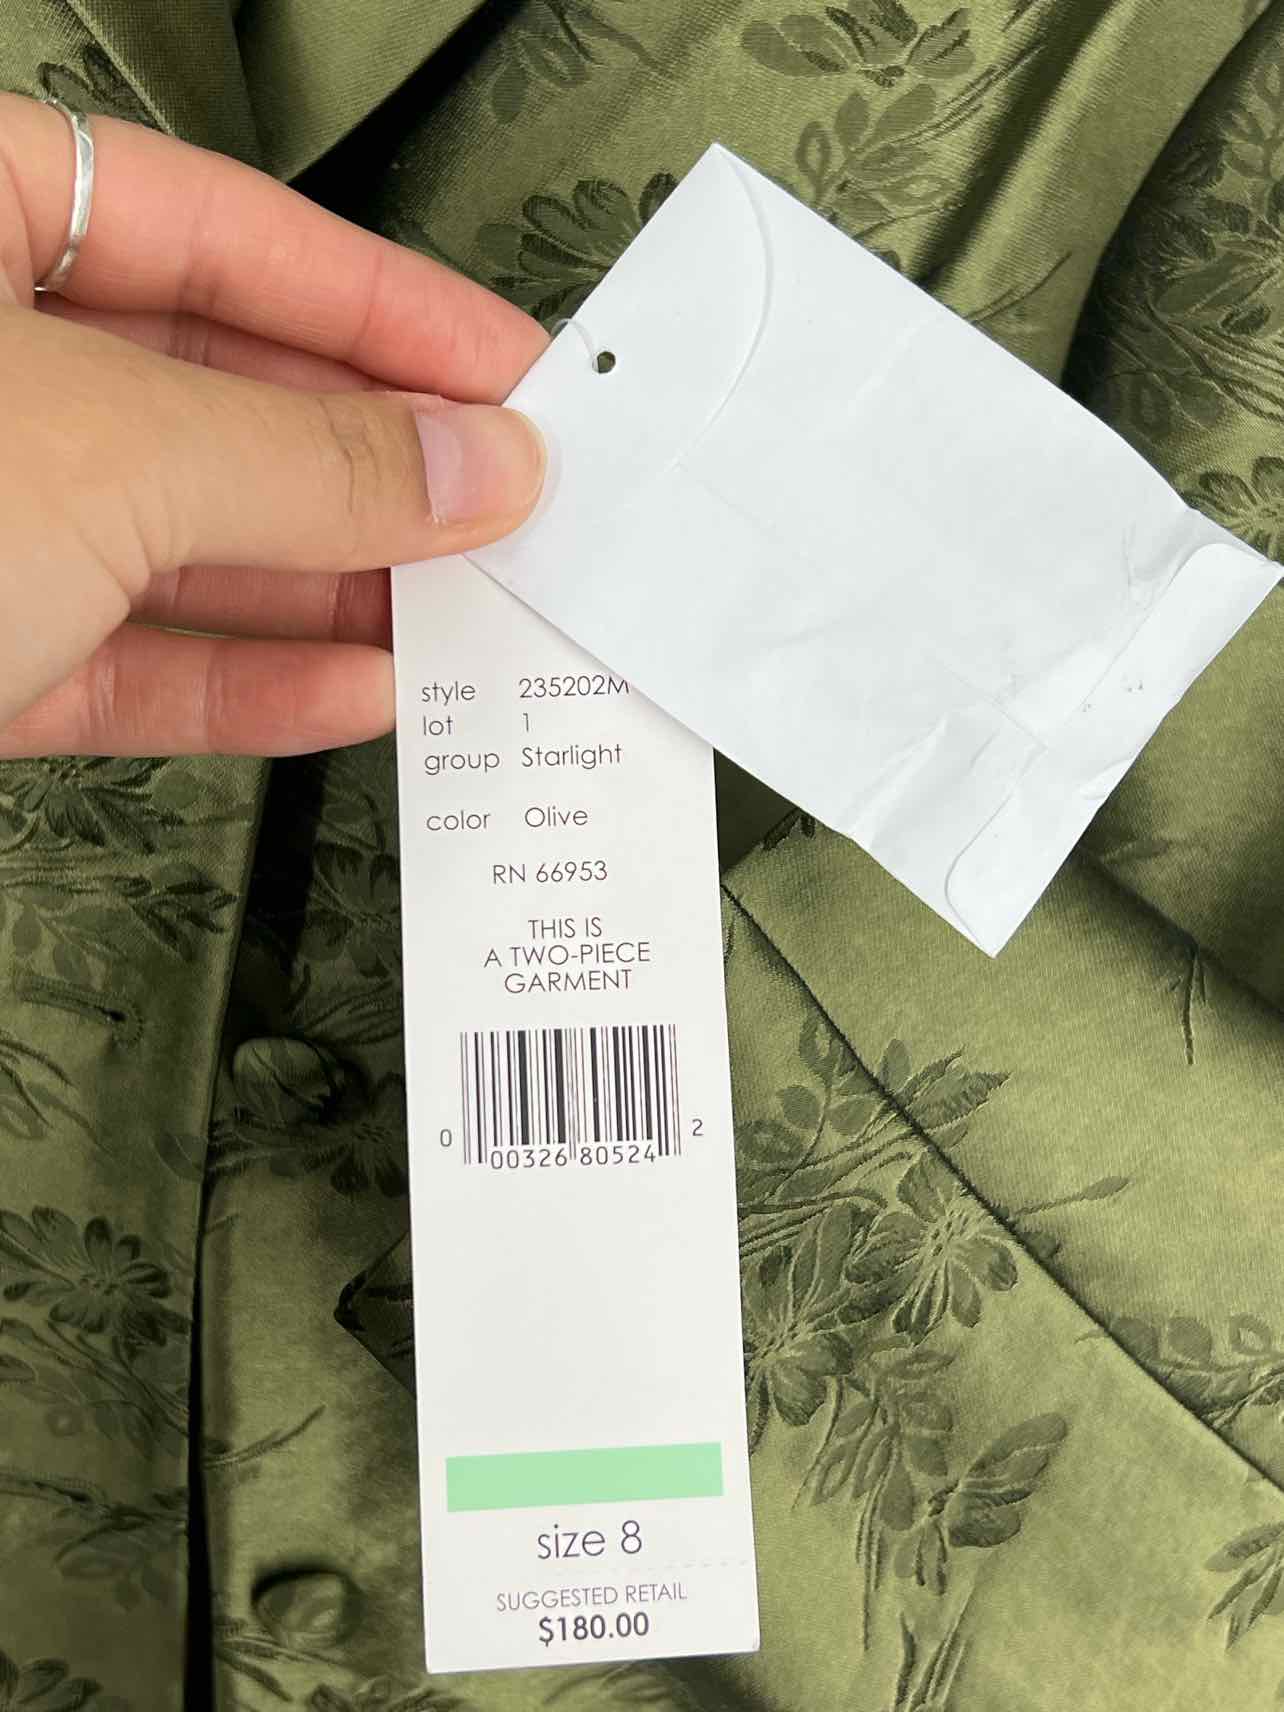 style 235202M
lot 1
group Starlight
color Olive
RN 66953
THIS IS
A TWO-PIECE
GARMENT
0 00326 80524 2
size 8
SUGGESTED RETAIL
$180.00